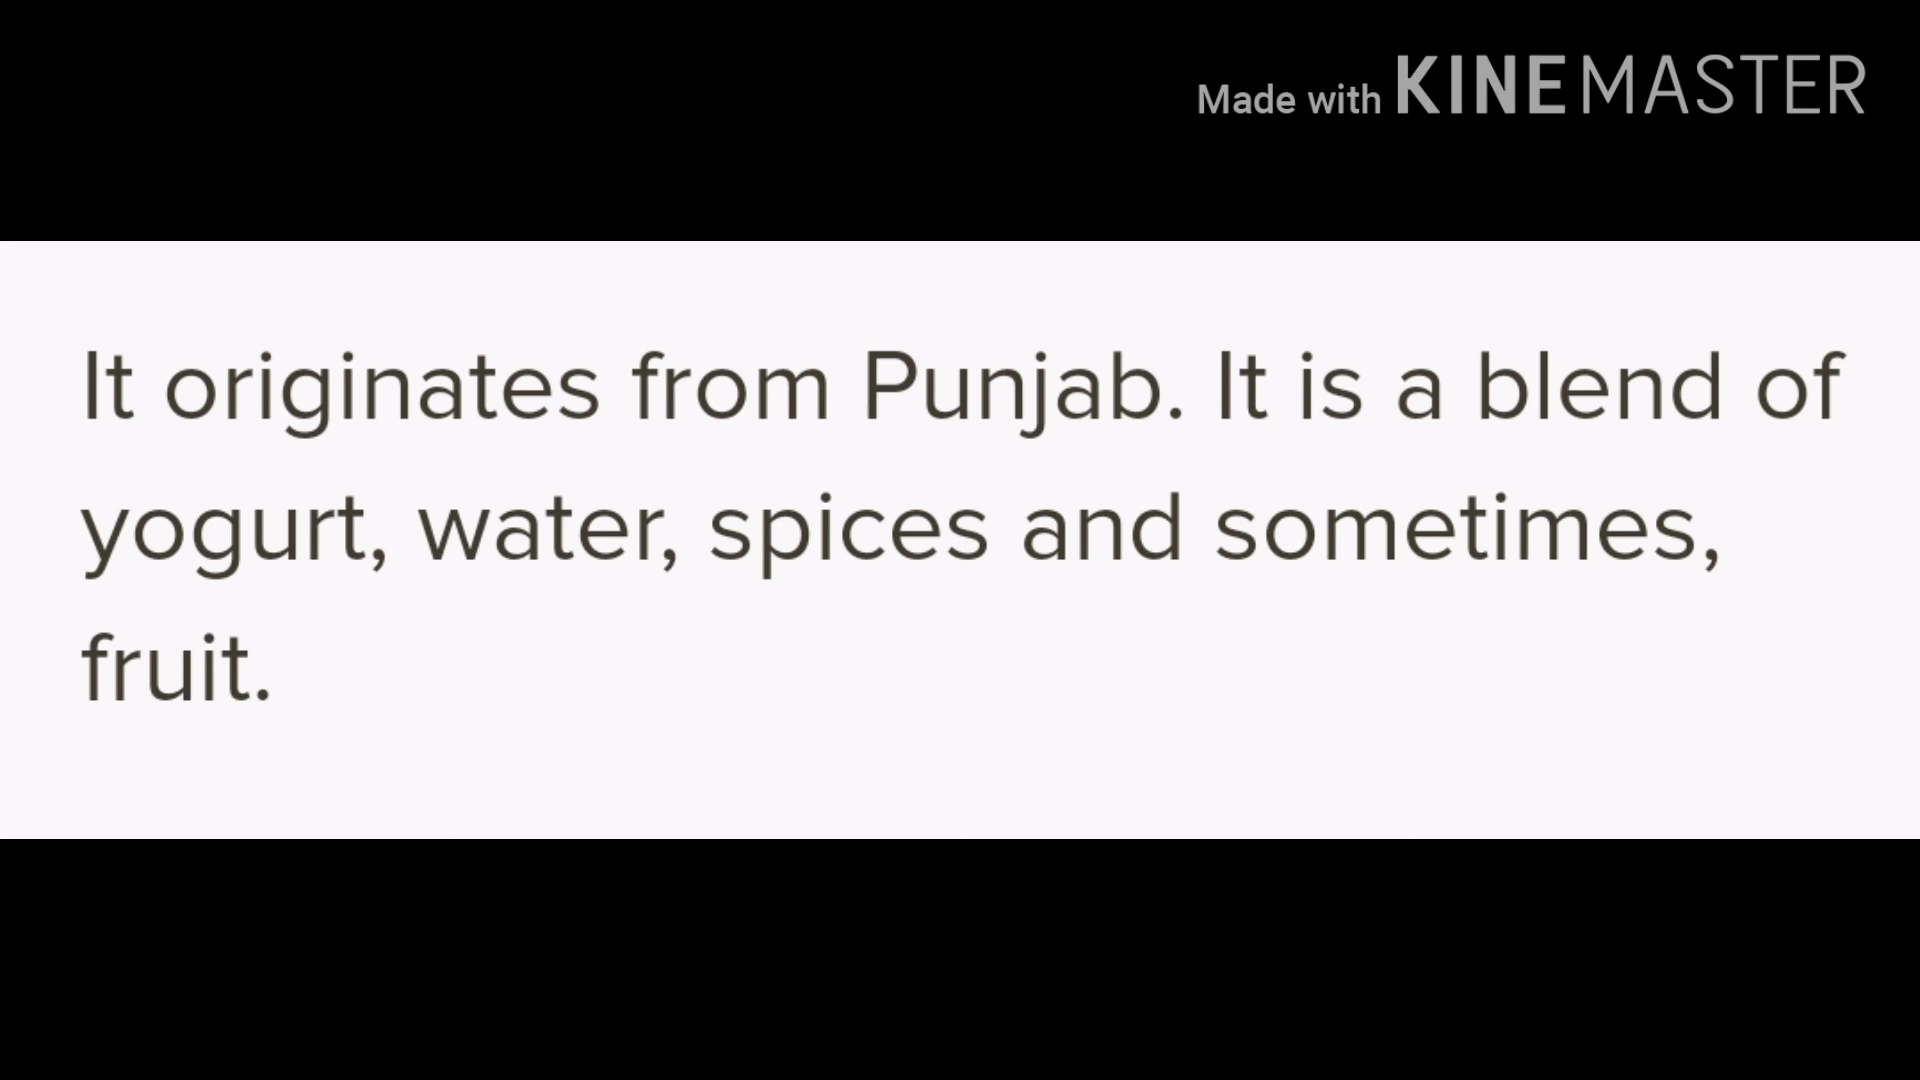 Made with KINEMASTER
It originates from Punjab. It is a blend of
yogurt, water, spices and sometimes,
fruit.